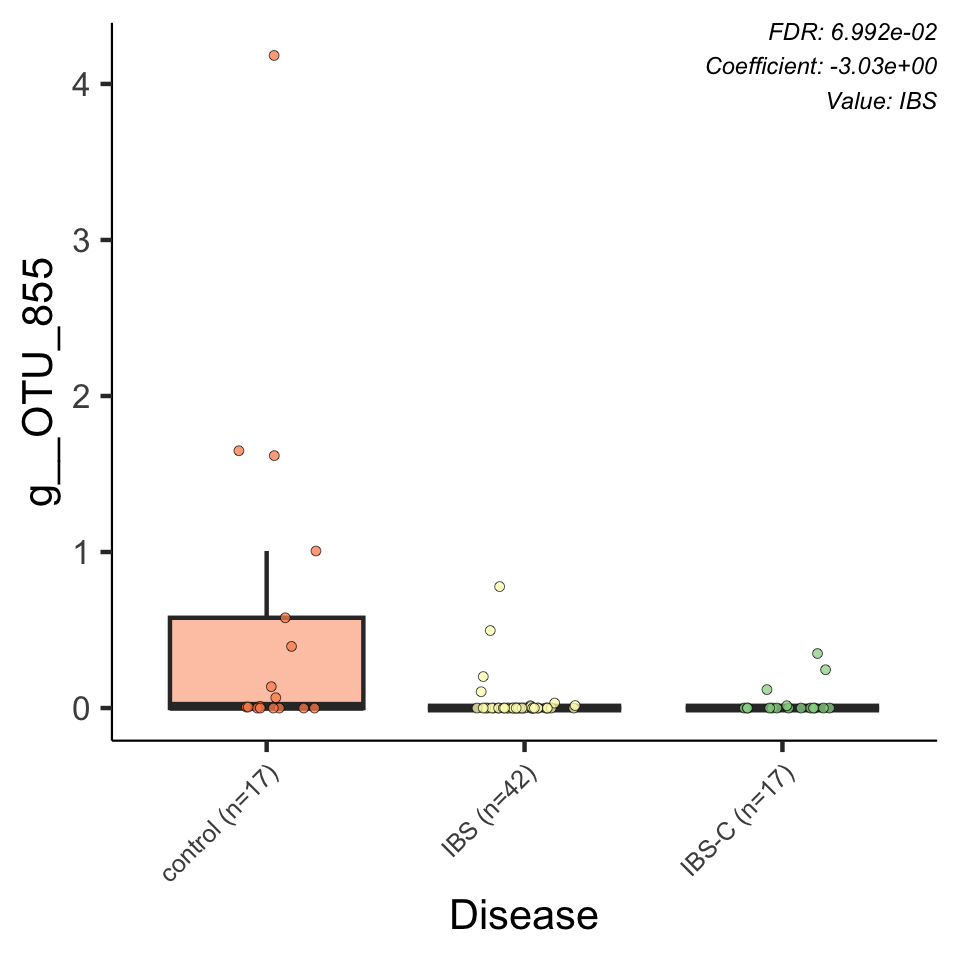 FDR: 6.992e-02
Coefficient: -3.03e+00
Value: IBS
g__OTU_855
4
3
2
1
0
control (n=17)
IBS (n=42)
IBS-C (n=17)
Disease